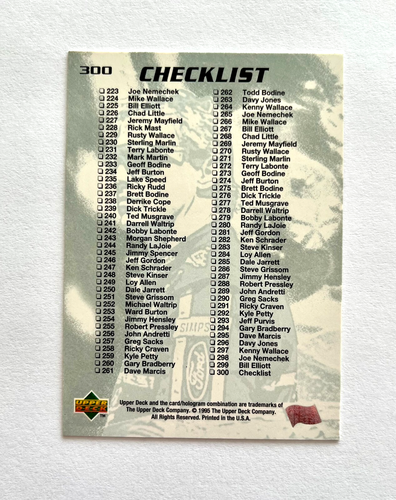 300 CHECKLIST
223 Joe Nemechek
224 Mike Wallace
225 Bill Elliott
226 Chad Little
227 Jeremy Mayfield
228 Rick Mast
229 Rusty Wallace
230 Sterling Marlin
231 Terry Labonte
232 Mark Martin
233 Geoff Bodine
234 Jeff Burton
235 Lake Speed
236 Ricky Rudd
237 Brett Bodine
238 Derrike Cope
239 Dick Trickle
240 Ted Musgrave
241 Darrell Waltrip
242 Bobby Labonte
243 Morgan Shepherd
244 Randy LaJoie
245 Jimmy Spencer
246 Jeff Gordon
247 Ken Schrader
248 Steve Kinser
249 Loy Allen
250 Dale Jarrett
251 Steve Grissom
252 Michael Waltrip
253 Ward Burton
254 Jimmy Hensley
255 Robert Pressley
256 John Andretti
257 Greg Sacks
258 Ricky Craven
259 Kyle Petty
260 Gary Bradberry
261 Dave Marcis
262 Todd Bodine
263 Davy Jones
264 Kenny Wallace
265 Joe Nemechek
266 Mike Wallace
267 Bill Elliott
268 Chad Little
269 Jeremy Mayfield
270 Rusty Wallace
271 Sterling Marlin
272 Terry Labonte
273 Geoff Bodine
274 Jeff Burton
275 Brett Bodine
276 Dick Trickle
277 Ted Musgrave
278 Darrell Waltrip
279 Bobby Labonte
280 Randy LaJoie
281 Jeff Gordon
282 Ken Schrader
283 Steve Kinser
284 Loy Allen
285 Dale Jarrett
286 Steve Grissom
287 Jimmy Hensley
288 Robert Pressley
289 John Andretti
290 Greg Sacks
291 Ricky Craven
292 Kyle Petty
293 Jeff Purvis
294 Gary Bradberry
295 Dave Marcis
296 Davy Jones
297 Kenny Wallace
298 Joe Nemechek
299 Bill Elliott
300 Checklist
SIMPS
Ford
UPPER
DECK
TM
Upper Deck and the card/hologram combination are trademarks of
The Upper Deck Company. © 1995 The Upper Deck Company.
All Rights Reserved. Printed in the U.S.A.